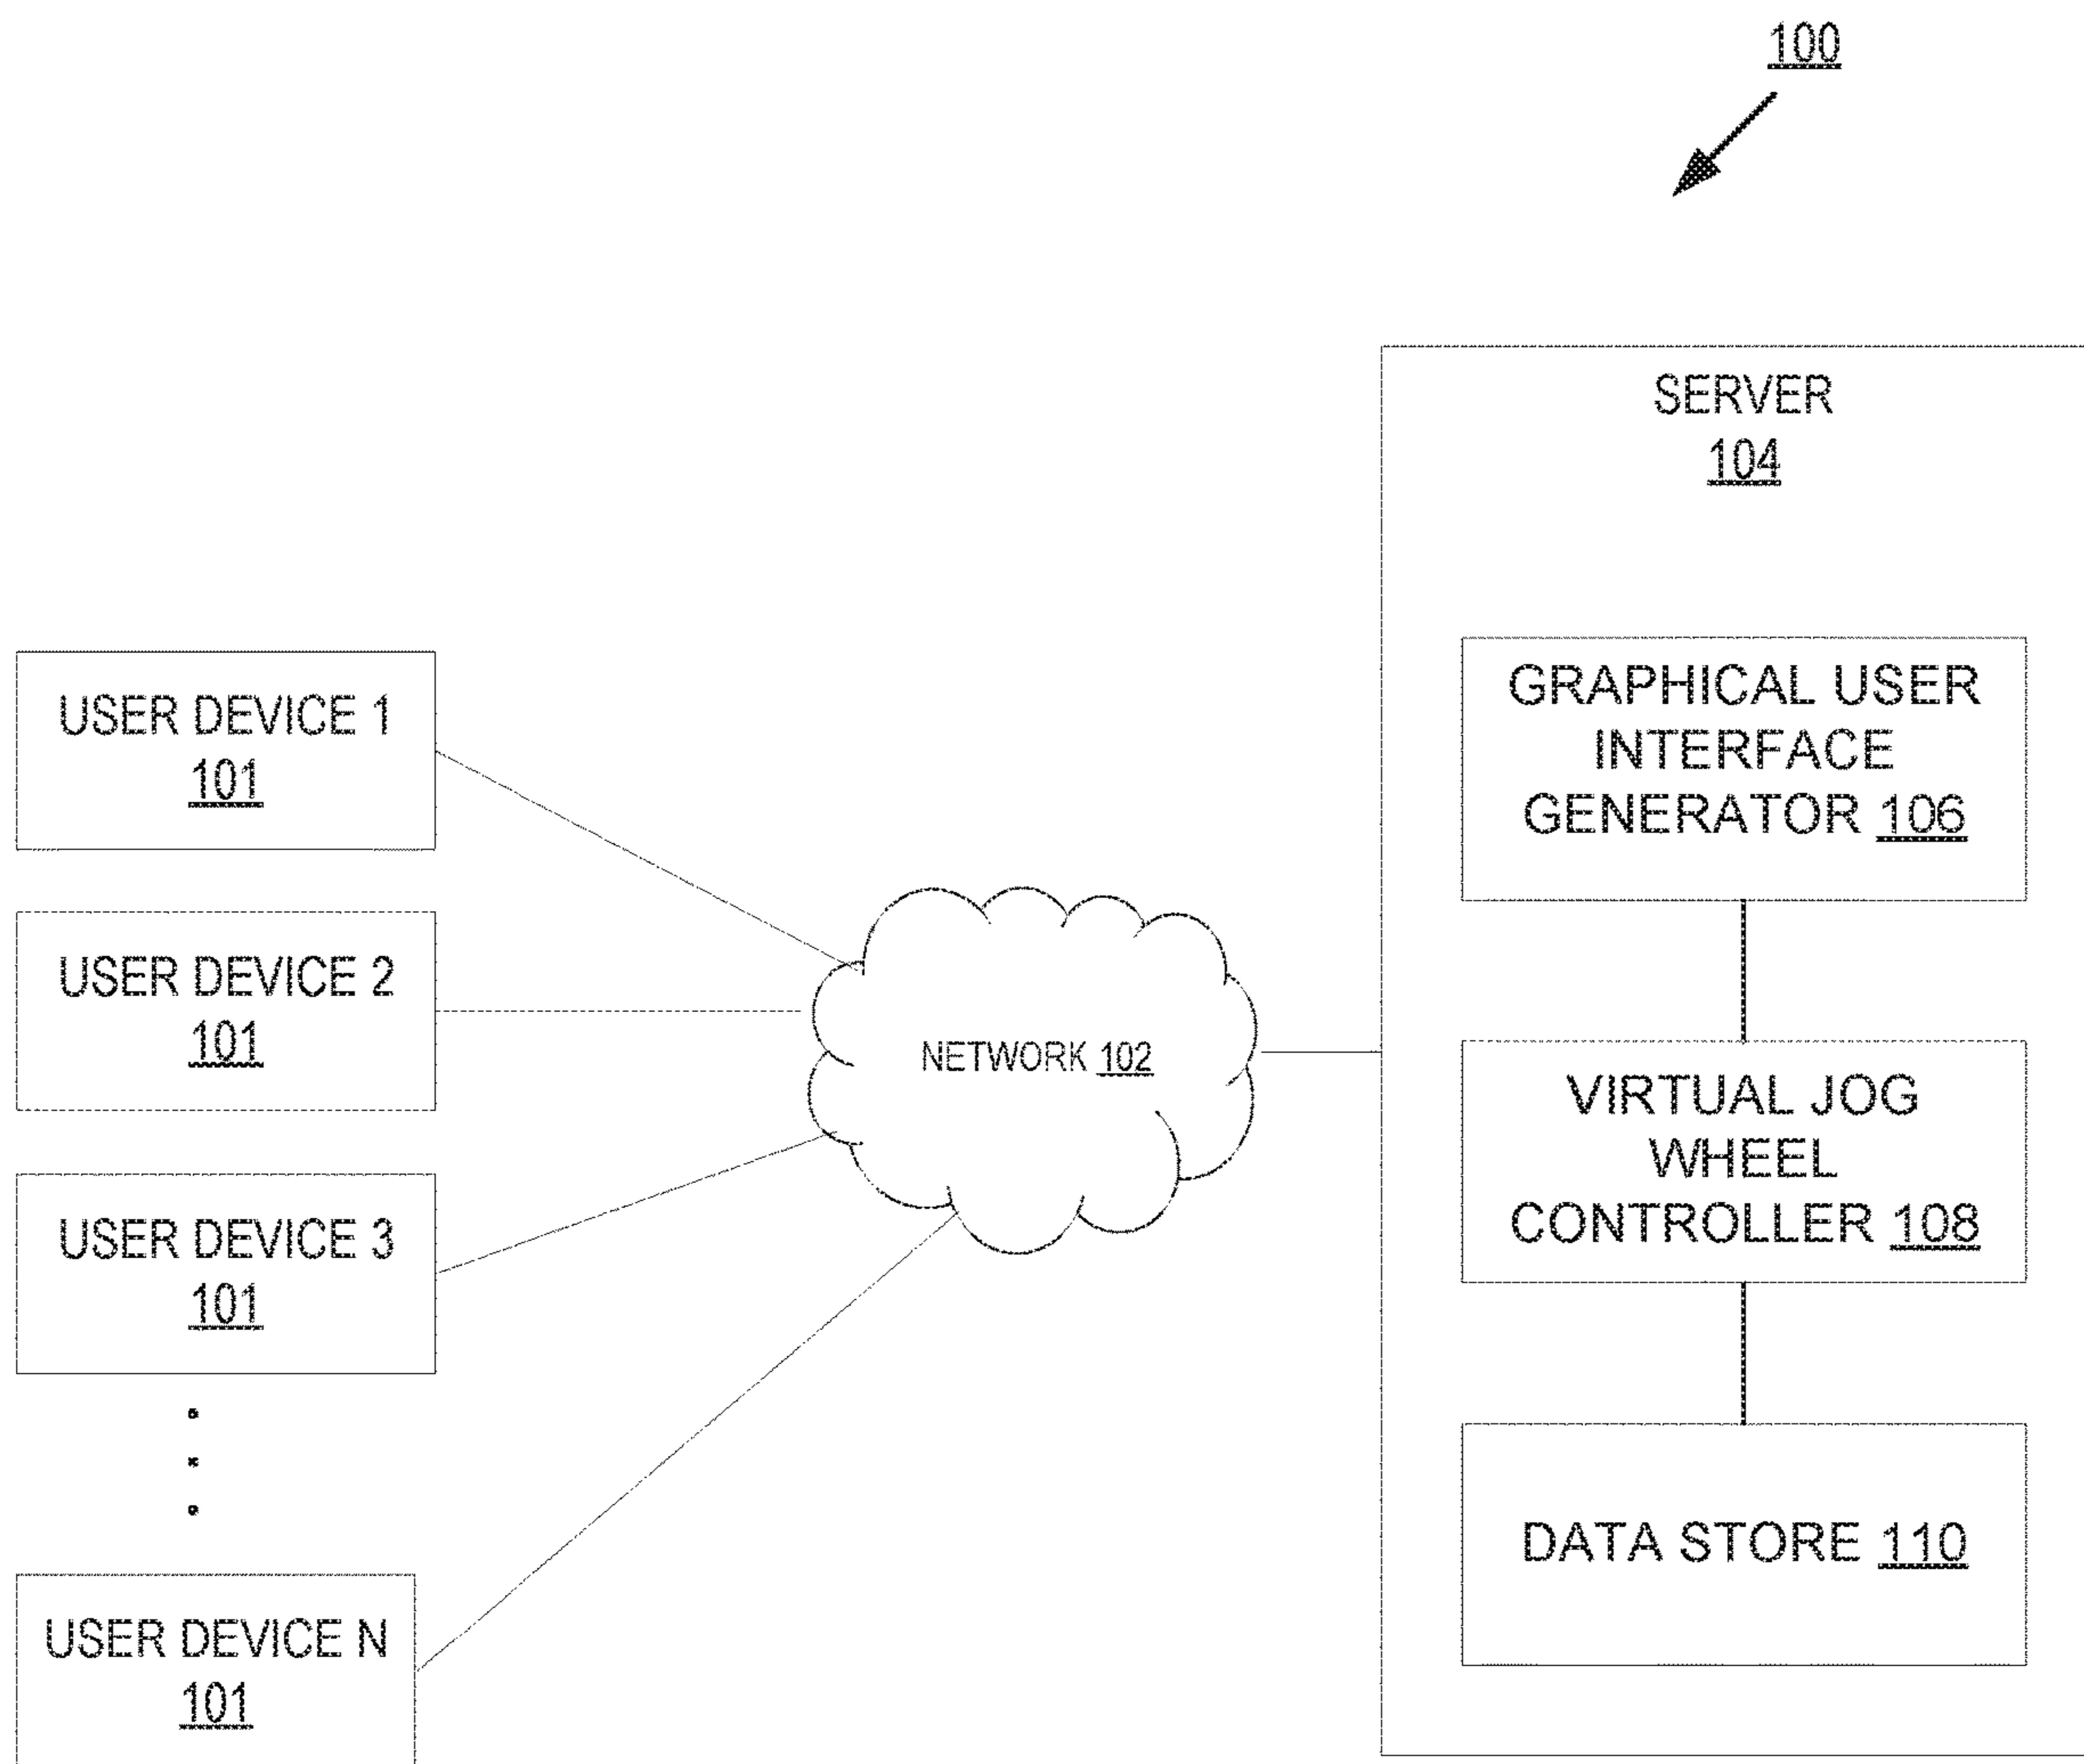 100
SERVER
104
GRAPHICAL USER
INTERFACE
GENERATOR 106
USER DEVICE 1
101
USER DEVICE 2
101
NETWORK 102
VIRTUAL JOG
WHEEL
CONTROLLER 108
USER DEVICE 3
101
DATA STORE 110
USER DEVICE N
101